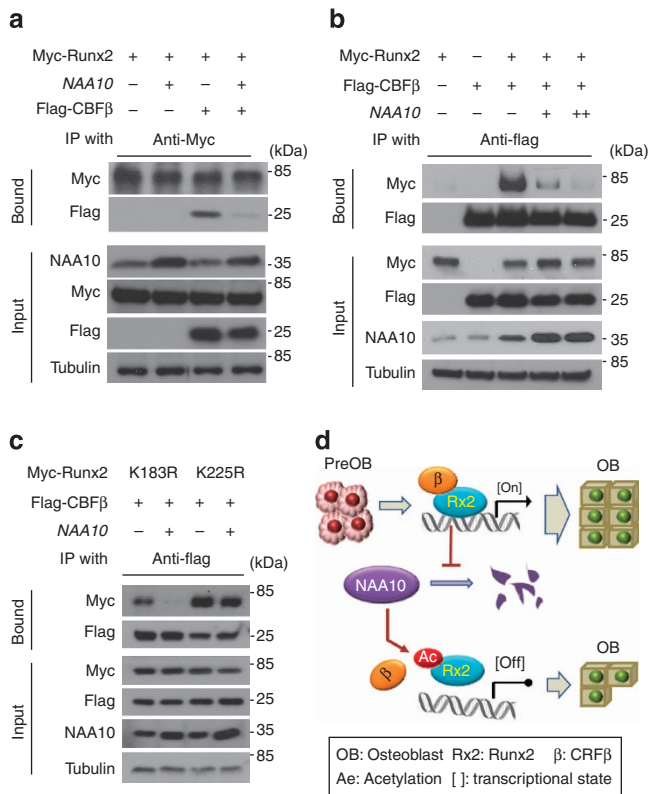 a
Myc-Runx2 + + + +
NAA10 – + – +
Flag-CBFβ – – + +
IP with Anti-Myc
(kDa)
Bound
Myc 85
Flag 25
Input
NAA10 35
Myc 85
Flag 25
Tubulin 85
b
Myc-Runx2 + – + + +
Flag-CBFβ – + + + +
NAA10 – – – + ++
IP with Anti-flag
(kDa)
Bound
Myc 85
Flag 25
Input
Myc 85
Flag 25
NAA10 35
Tubulin 85
c
Myc-Runx2 K183R K225R
Flag-CBFβ + + + +
NAA10 – + – +
IP with Anti-flag (kDa)
Bound
Myc 85
Flag 25
Input
Myc 85
Flag 25
NAA10 35
Tubulin 85
d
PreOB
β
Rx2
[On]
OB
NAA10
β
Ac
Rx2
[Off]
OB
OB: Osteoblast Rx2: Runx2 β: CRFβ
Ae: Acetylation [ ]: transcriptional state